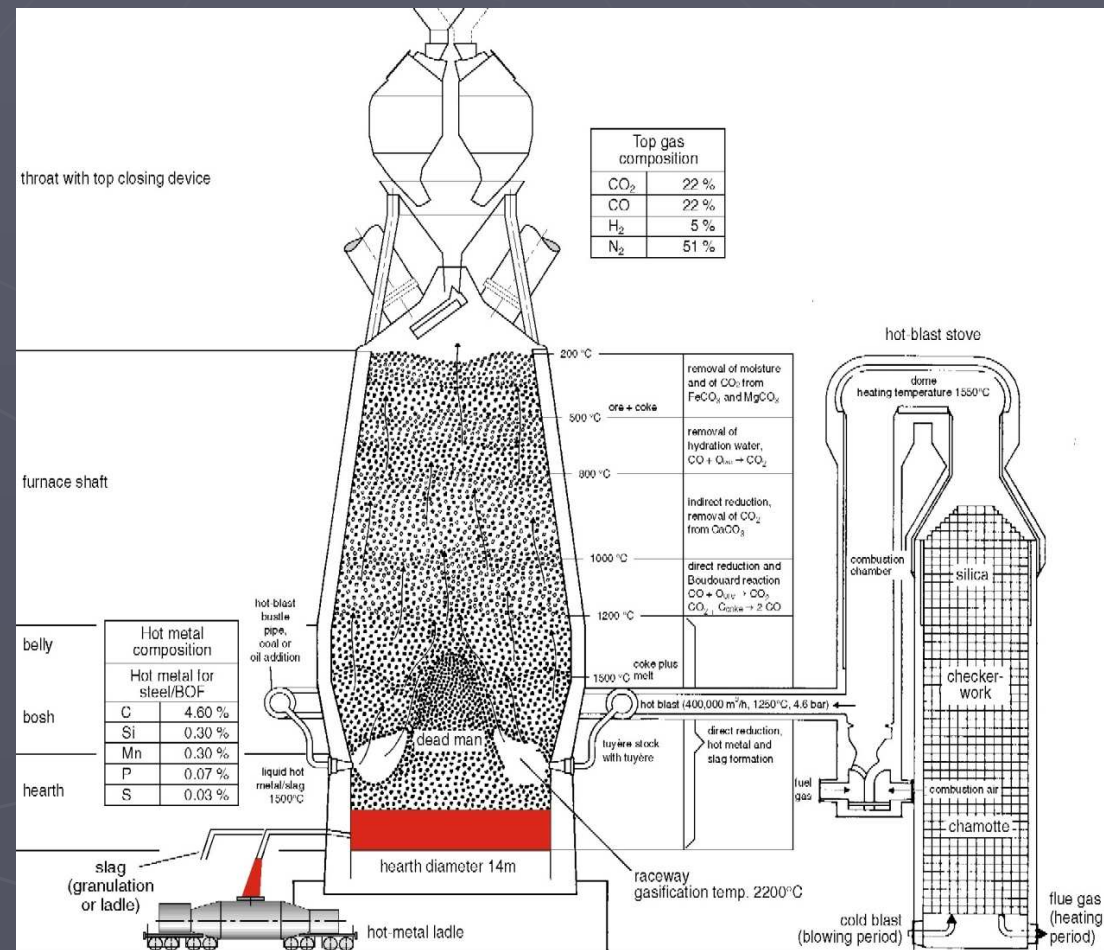 throat with top closing device
Top gas
composition
CO₂ 22 %
CO 22 %
H₂ 5 %
N₂ 51 %
hot-blast stove
dome
heating temperature 1550°C
200 °C
removal of moisture
and of CO₂ from
FeCO₃ and MgCO₃
ore + coke
500 °C
removal of
hydration water,
CO + → CO₂
800 °C
furnace shaft
indirect reduction,
removal of CO₂
from CaCO₃
1000 °C
direct reduction and
Boudouard reaction
CO + → CO₂
CO₂ → 2 CO
1200 °C
combustion
chamber
silica
checker-
work
chamotte
hot-blast
bustle
pipe,
coal or
oil addition
belly
bosh
hearth
Hot metal
composition
Hot metal for
steel/BOF
C 4.60 %
Si 0.30 %
Mn 0.30 %
P 0.07 %
S 0.03 %
coke plus
melt
1500 °C
hot blast (400,000 m³/h, 1250°C, 4.6 bar)
dead man
tuyère stock
with tuyère
direct reduction,
hot metal and
slag formation
liquid hot
metal/slag
1500°C
fuel
gas
combustion air
slag
(granulation
or ladle)
hearth diameter 14m
raceway
gasification temp. 2200°C
hot-metal ladle
cold blast
(blowing period)
flue gas
(heating
period)